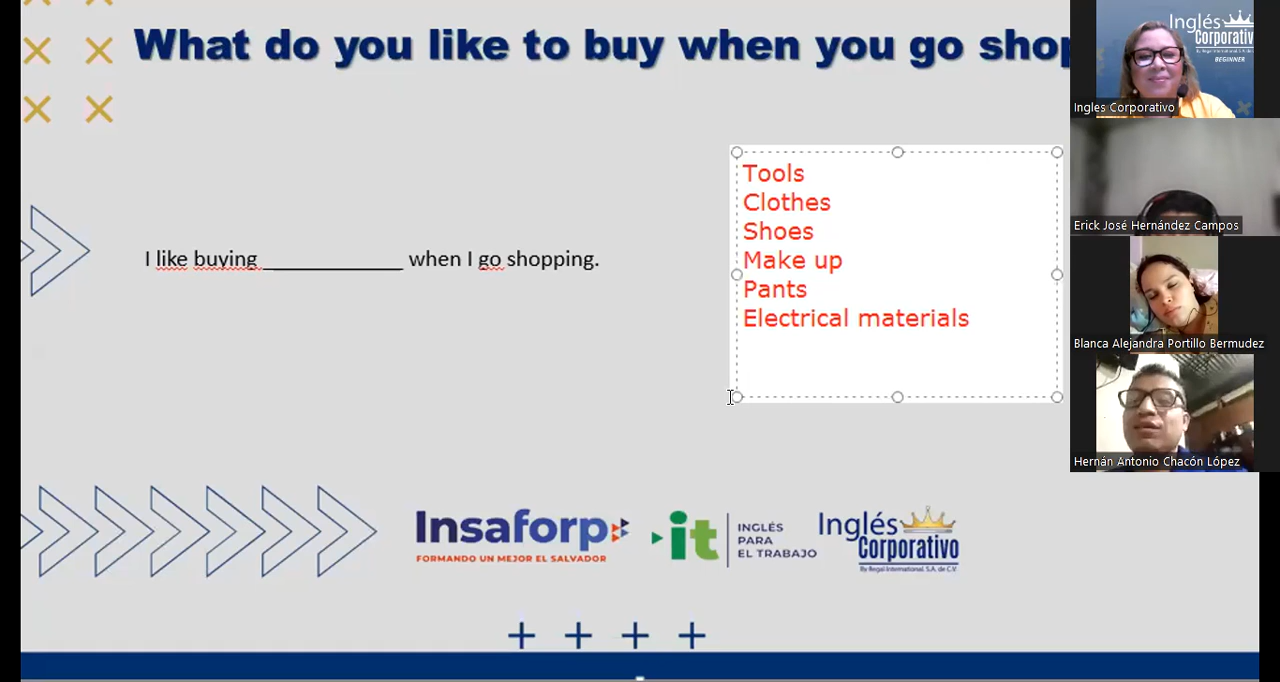 What do you like to buy when you go shop
I like buying ____________ when I go shopping.
Tools
Clothes
Shoes
Make up
Pants
Electrical materials
Insaforp
FORMANDO UN MEJOR EL SALVADOR
it
INGLÉS
PARA
EL TRABAJO
Inglés
Corporativo
By Regal International, S.A. de C.V.
Inglés
Corporativ
BEGINNER
Ingles Corporativo
Erick José Hernández Campos
Blanca Alejandra Portillo Bermudez
Hernán Antonio Chacón López